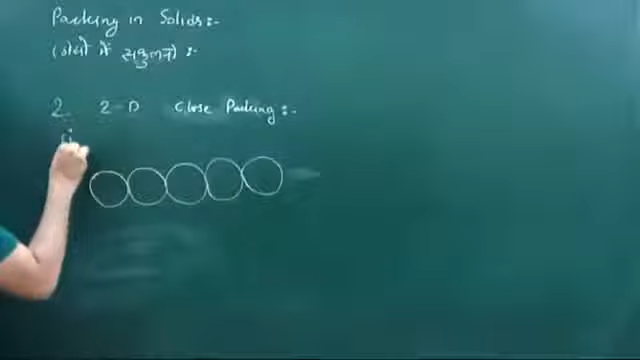 Packing in Solids:-
(ठोसों में संकुलन) :-
2. 2-D Close Packing:-